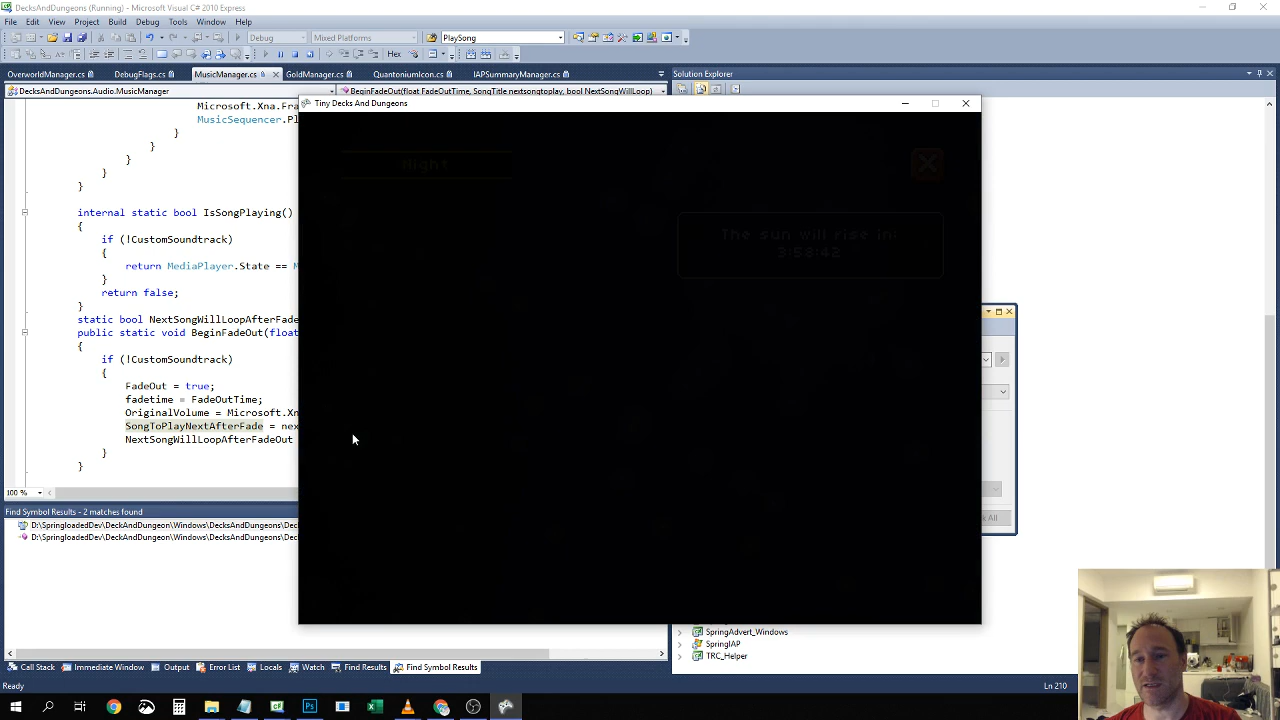 DecksAndDungeons (Running) - Microsoft Visual C# 2010 Express
File Edit View Project Build Debug Tools Window Help
Debug Mixed Platforms PlaySong
Hex
OverworldManager.cs DebugFlags.cs MusicManager.cs GoldManager.cs QuantoniumIcon.cs IAPSummaryManager.cs Solution Explorer
DecksAndDungeons.Audio.MusicManager BeginFadeOut(float FadeOutTime, SongTitle nextsongtoplay, bool NextSongWillLoop)
Microsoft.Xna.Fra
MusicSequencer.Pl
}
}
}
}
internal static bool IsSongPlaying()
{
if (!CustomSoundtrack)
{
return MediaPlayer.State == M
}
return false;
}
static bool NextSongWillLoopAfterFade
public static void BeginFadeOut(float
{
if (!CustomSoundtrack)
{
FadeOut = true;
fadetime = FadeOutTime;
OriginalVolume = Microsoft.Xn
SongToPlayNextAfterFade = nex
NextSongWillLoopAfterFadeOut
}
}
100 %
Tiny Decks And Dungeons
Night
The sun will rise in:
3:58:42
Find Symbol Results - 2 matches found
D:\SpringloadedDev\DeckAndDungeon\Windows\DecksAndDungeons\Dec
D:\SpringloadedDev\DeckAndDungeon\Windows\DecksAndDungeons\Dec
k All
SpringAdvert_Windows
SpringIAP
TRC_Helper
Call Stack Immediate Window Output Error List Locals Watch Find Results Find Symbol Results
Ready Ln 210